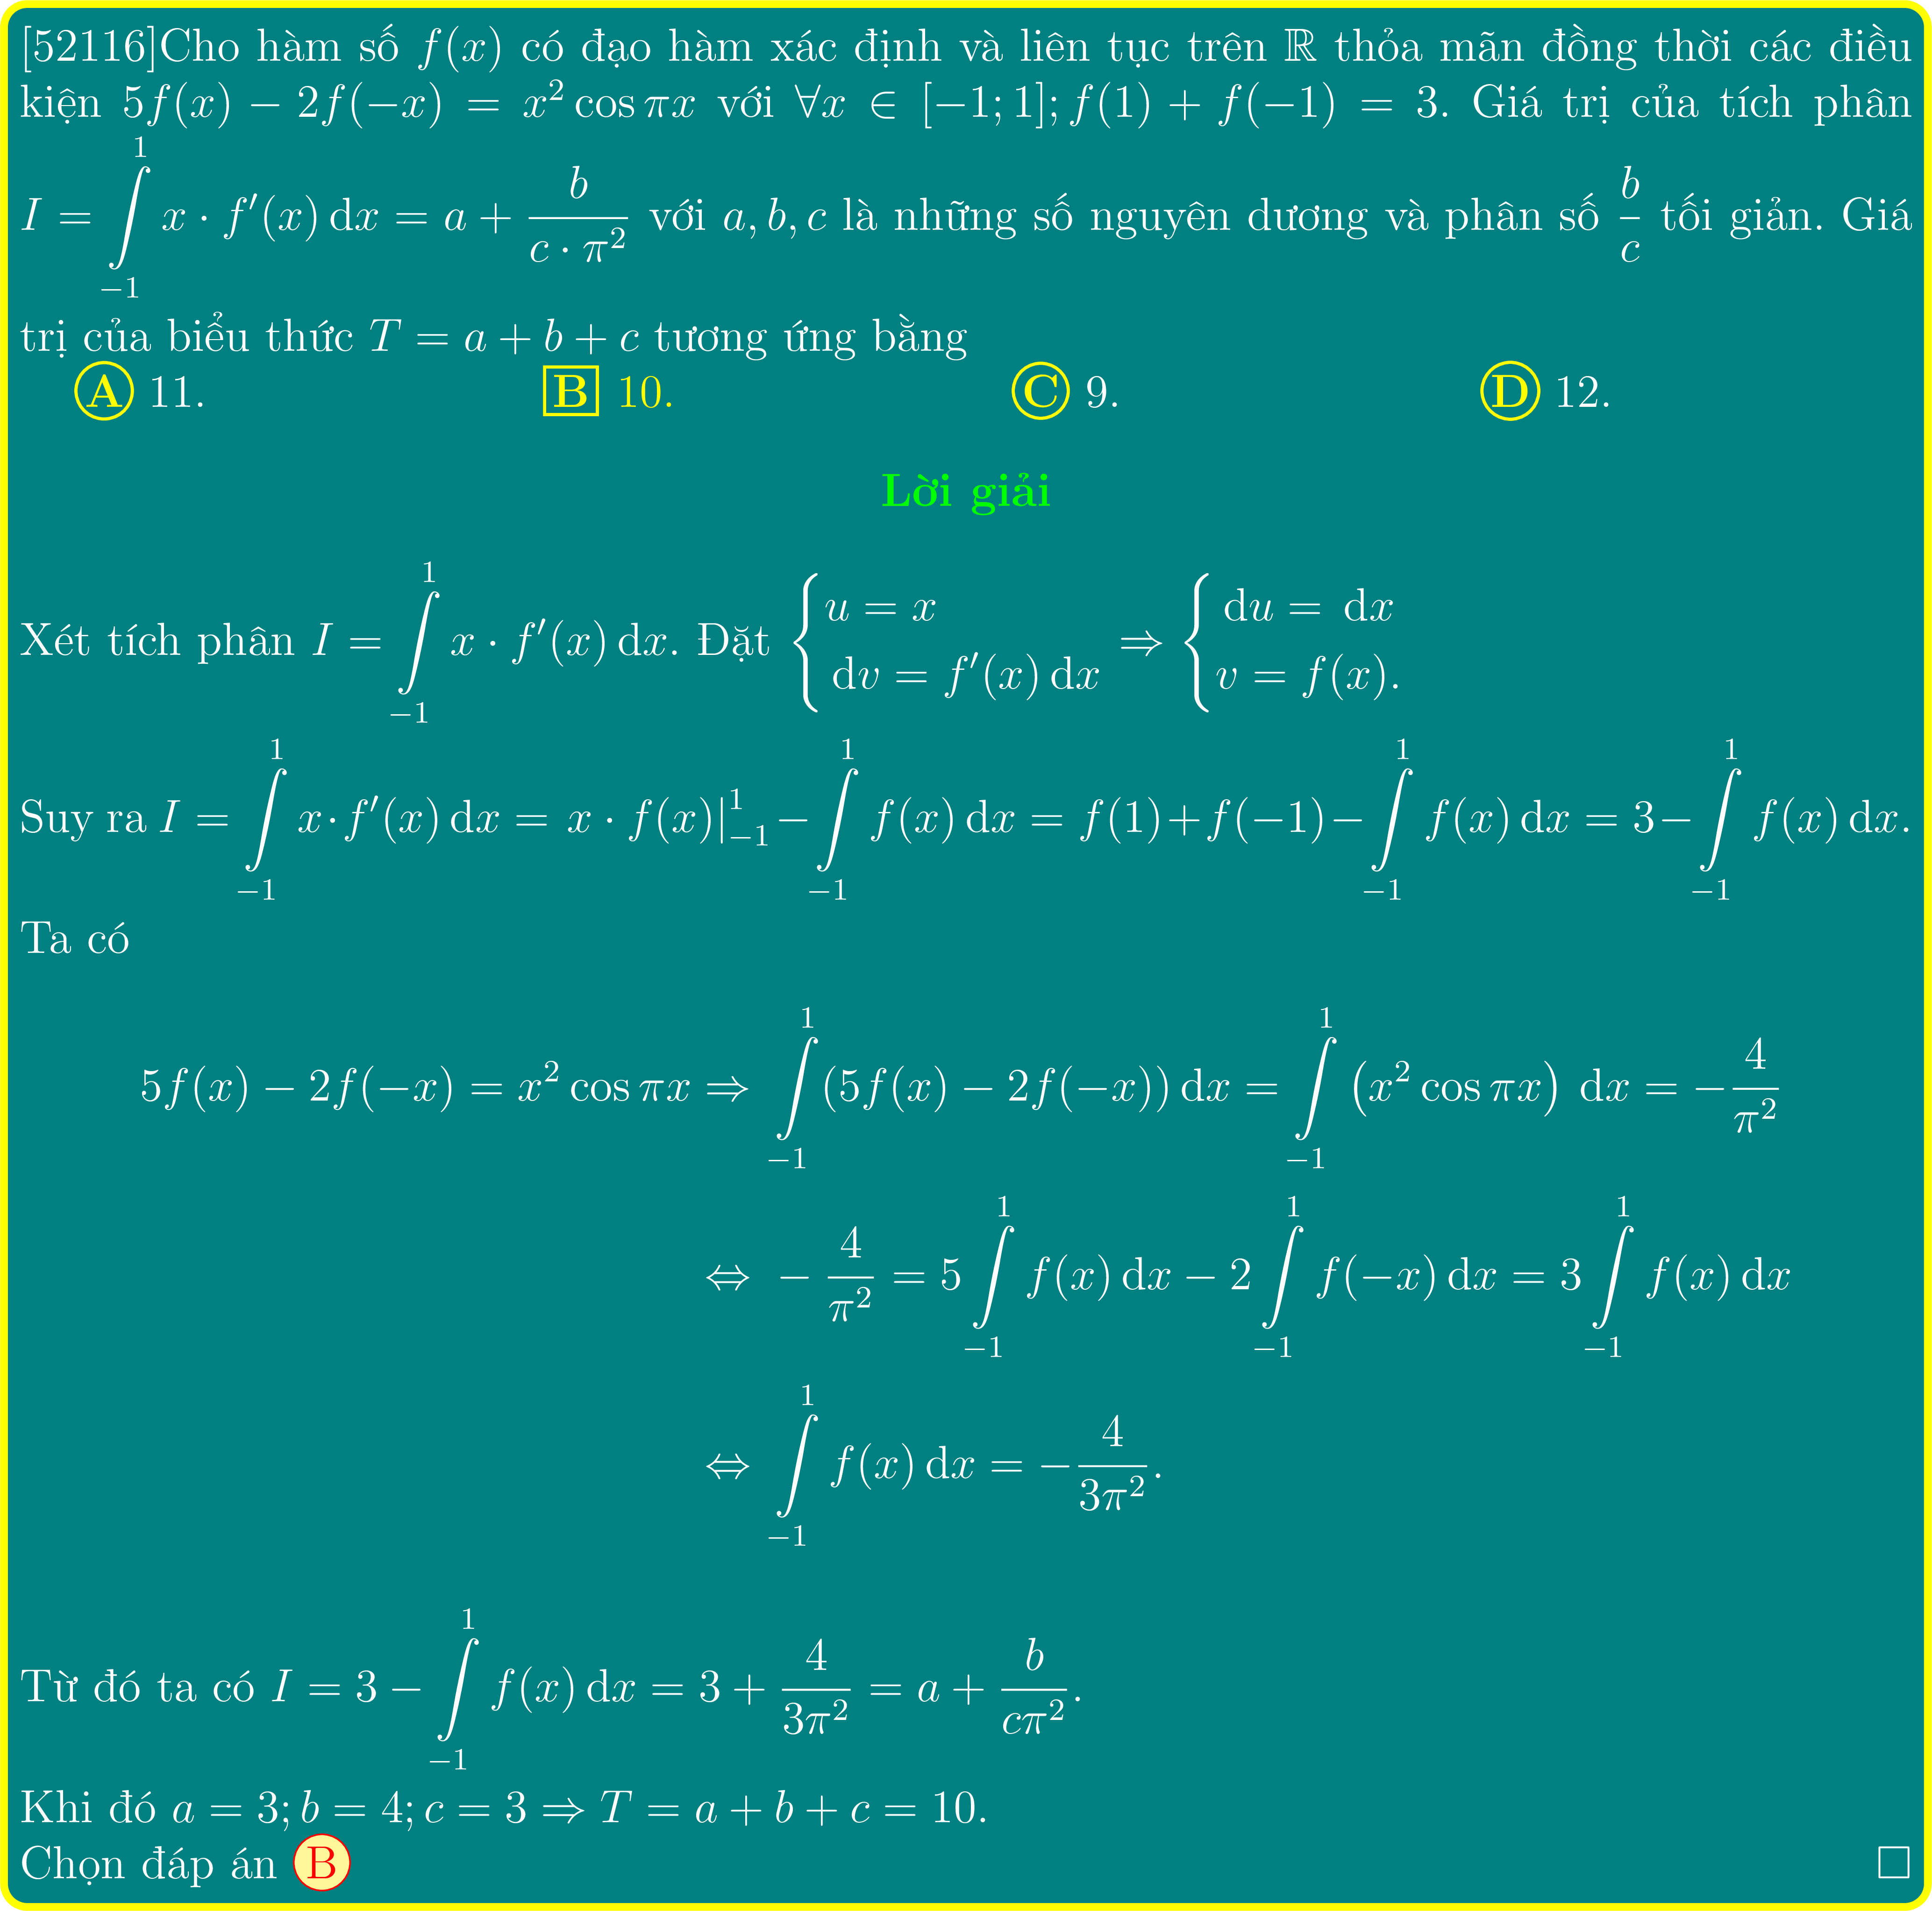 [52116]Cho hàm số $f(x)$ có đạo hàm xác định và liên tục trên $\mathbb{R}$ thỏa mãn đồng thời các điều
kiện $5f(x) - 2f(-x) = x^2 \cos \pi x$ với $\forall x \in [-1; 1]; f(1) + f(-1) = 3$. Giá trị của tích phân
$I = \int\limits_{-1}^{1} x \cdot f'(x) \, \mathrm{d}x = a + \dfrac{b}{c \cdot \pi^2}$ với $a, b, c$ là những số nguyên dương và phân số $\dfrac{b}{c}$ tối giản. Giá
trị của biểu thức $T = a + b + c$ tương ứng bằng
A 11. B 10. C 9. D 12.
Lời giải
Xét tích phân $I = \int\limits_{-1}^{1} x \cdot f'(x) \, \mathrm{d}x$. Đặt $\begin{cases} u = x \\ \mathrm{d}v = f'(x) \, \mathrm{d}x \end{cases} \Rightarrow \begin{cases} \mathrm{d}u = \mathrm{d}x \\ v = f(x). \end{cases}$
Suy ra $I = \int\limits_{-1}^{1} x \cdot f'(x) \, \mathrm{d}x = x \cdot f(x)|_{-1}^{1} - \int\limits_{-1}^{1} f(x) \, \mathrm{d}x = f(1) + f(-1) - \int\limits_{-1}^{1} f(x) \, \mathrm{d}x = 3 - \int\limits_{-1}^{1} f(x) \, \mathrm{d}x.$
Ta có
$5f(x) - 2f(-x) = x^2 \cos \pi x \Rightarrow \int\limits_{-1}^{1} (5f(x) - 2f(-x)) \, \mathrm{d}x = \int\limits_{-1}^{1} \left(x^2 \cos \pi x\right) \, \mathrm{d}x = -\dfrac{4}{\pi^2}$
$\Leftrightarrow -\dfrac{4}{\pi^2} = 5 \int\limits_{-1}^{1} f(x) \, \mathrm{d}x - 2 \int\limits_{-1}^{1} f(-x) \, \mathrm{d}x = 3 \int\limits_{-1}^{1} f(x) \, \mathrm{d}x$
$\Leftrightarrow \int\limits_{-1}^{1} f(x) \, \mathrm{d}x = -\dfrac{4}{3\pi^2}.$
Từ đó ta có $I = 3 - \int\limits_{-1}^{1} f(x) \, \mathrm{d}x = 3 + \dfrac{4}{3\pi^2} = a + \dfrac{b}{c\pi^2}.$
Khi đó $a = 3; b = 4; c = 3 \Rightarrow T = a + b + c = 10.$
Chọn đáp án B □